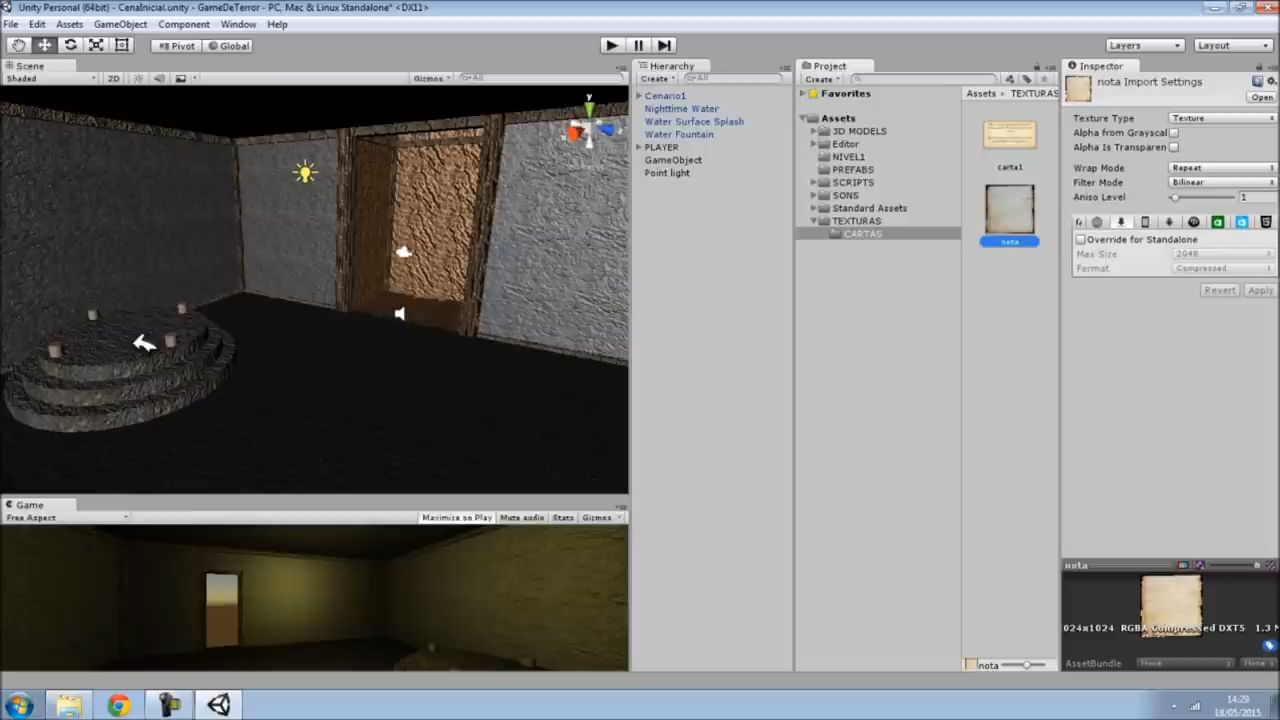 Unity Personal (64bit) - CenaInicial.unity - GameDeTerror - PC, Mac & Linux Standalone* <DX11>
File Edit Assets GameObject Component Window Help
Pivot Global Layers Layout
Scene
Shaded 2D Gizmos All
y
x
Game
Free Aspect Maximize on Play Mute audio Stats Gizmos
Hierarchy
Create All
Cenario1
Nighttime Water
Water Surface Splash
Water Fountain
PLAYER
GameObject
Point light
Project
Create
Favorites
Assets
3D MODELS
Editor
NIVEL1
PREFABS
SCRIPTS
SONS
Standard Assets
TEXTURAS
CARTAS
Assets TEXTURAS
carta1
nota
nota
Inspector
nota Import Settings
Open
Texture Type Texture
Alpha from Grayscal
Alpha Is Transparen
Wrap Mode Repeat
Filter Mode Bilinear
Aniso Level 1
Override for Standalone
Max Size 2048
Format Compressed
Revert Apply
nota
024x1024 RGBA Compressed DXT5 1.3 M
AssetBundle None None
14:29
18/05/2015